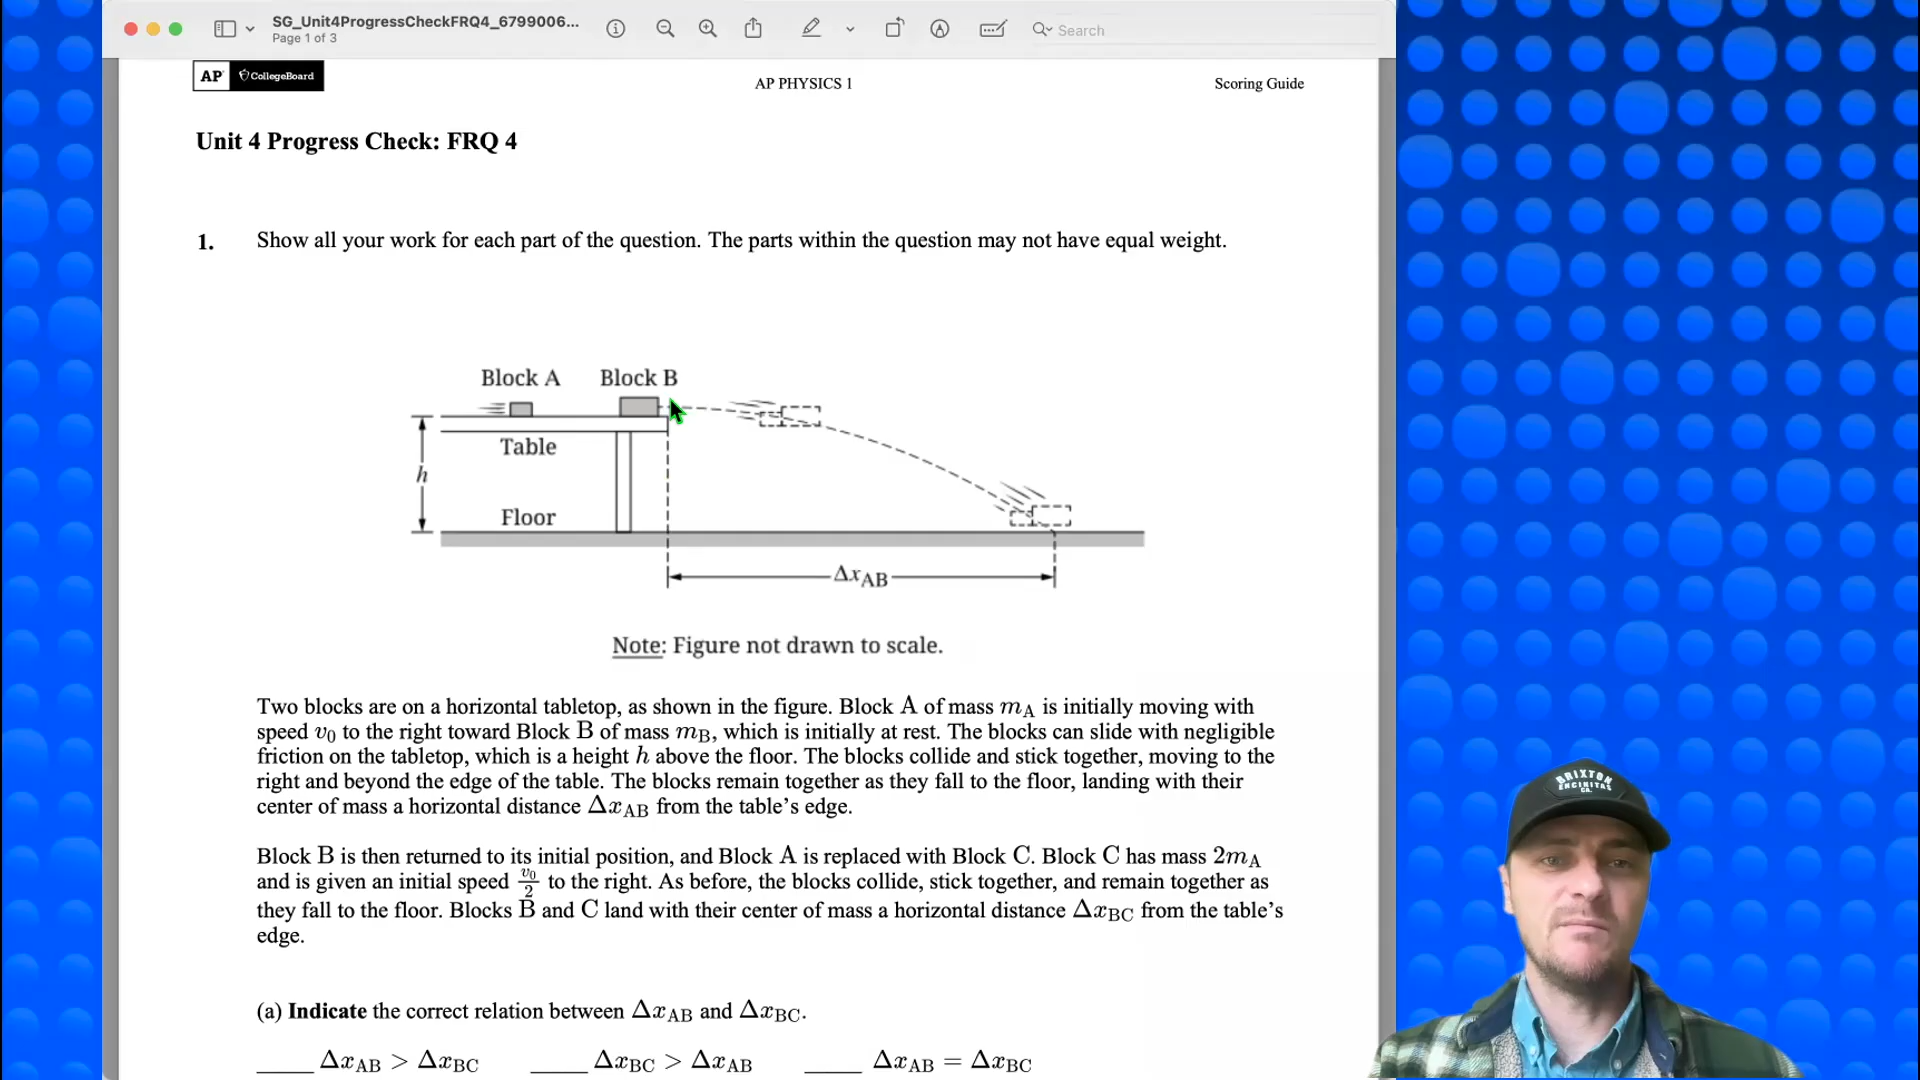 SG_Unit4ProgressCheckFRQ4_6799006...
Page 1 of 3
Search
AP CollegeBoard
AP PHYSICS 1
Scoring Guide
Unit 4 Progress Check: FRQ 4
1. Show all your work for each part of the question. The parts within the question may not have equal weight.
Block A Block B
Table
h
Floor
ΔxAB
Note: Figure not drawn to scale.
Two blocks are on a horizontal tabletop, as shown in the figure. Block A of mass mA is initially moving with
speed v0 to the right toward Block B of mass mB, which is initially at rest. The blocks can slide with negligible
friction on the tabletop, which is a height h above the floor. The blocks collide and stick together, moving to the
right and beyond the edge of the table. The blocks remain together as they fall to the floor, landing with their
center of mass a horizontal distance ΔxAB from the table's edge.
Block B is then returned to its initial position, and Block A is replaced with Block C. Block C has mass 2mA
and is given an initial speed v0/2 to the right. As before, the blocks collide, stick together, and remain together as
they fall to the floor. Blocks B and C land with their center of mass a horizontal distance ΔxBC from the table's
edge.
(a) Indicate the correct relation between ΔxAB and ΔxBC.
_____ ΔxAB > ΔxBC _____ ΔxBC > ΔxAB _____ ΔxAB = ΔxBC
BRIXTON
ENCINITAS
CA.